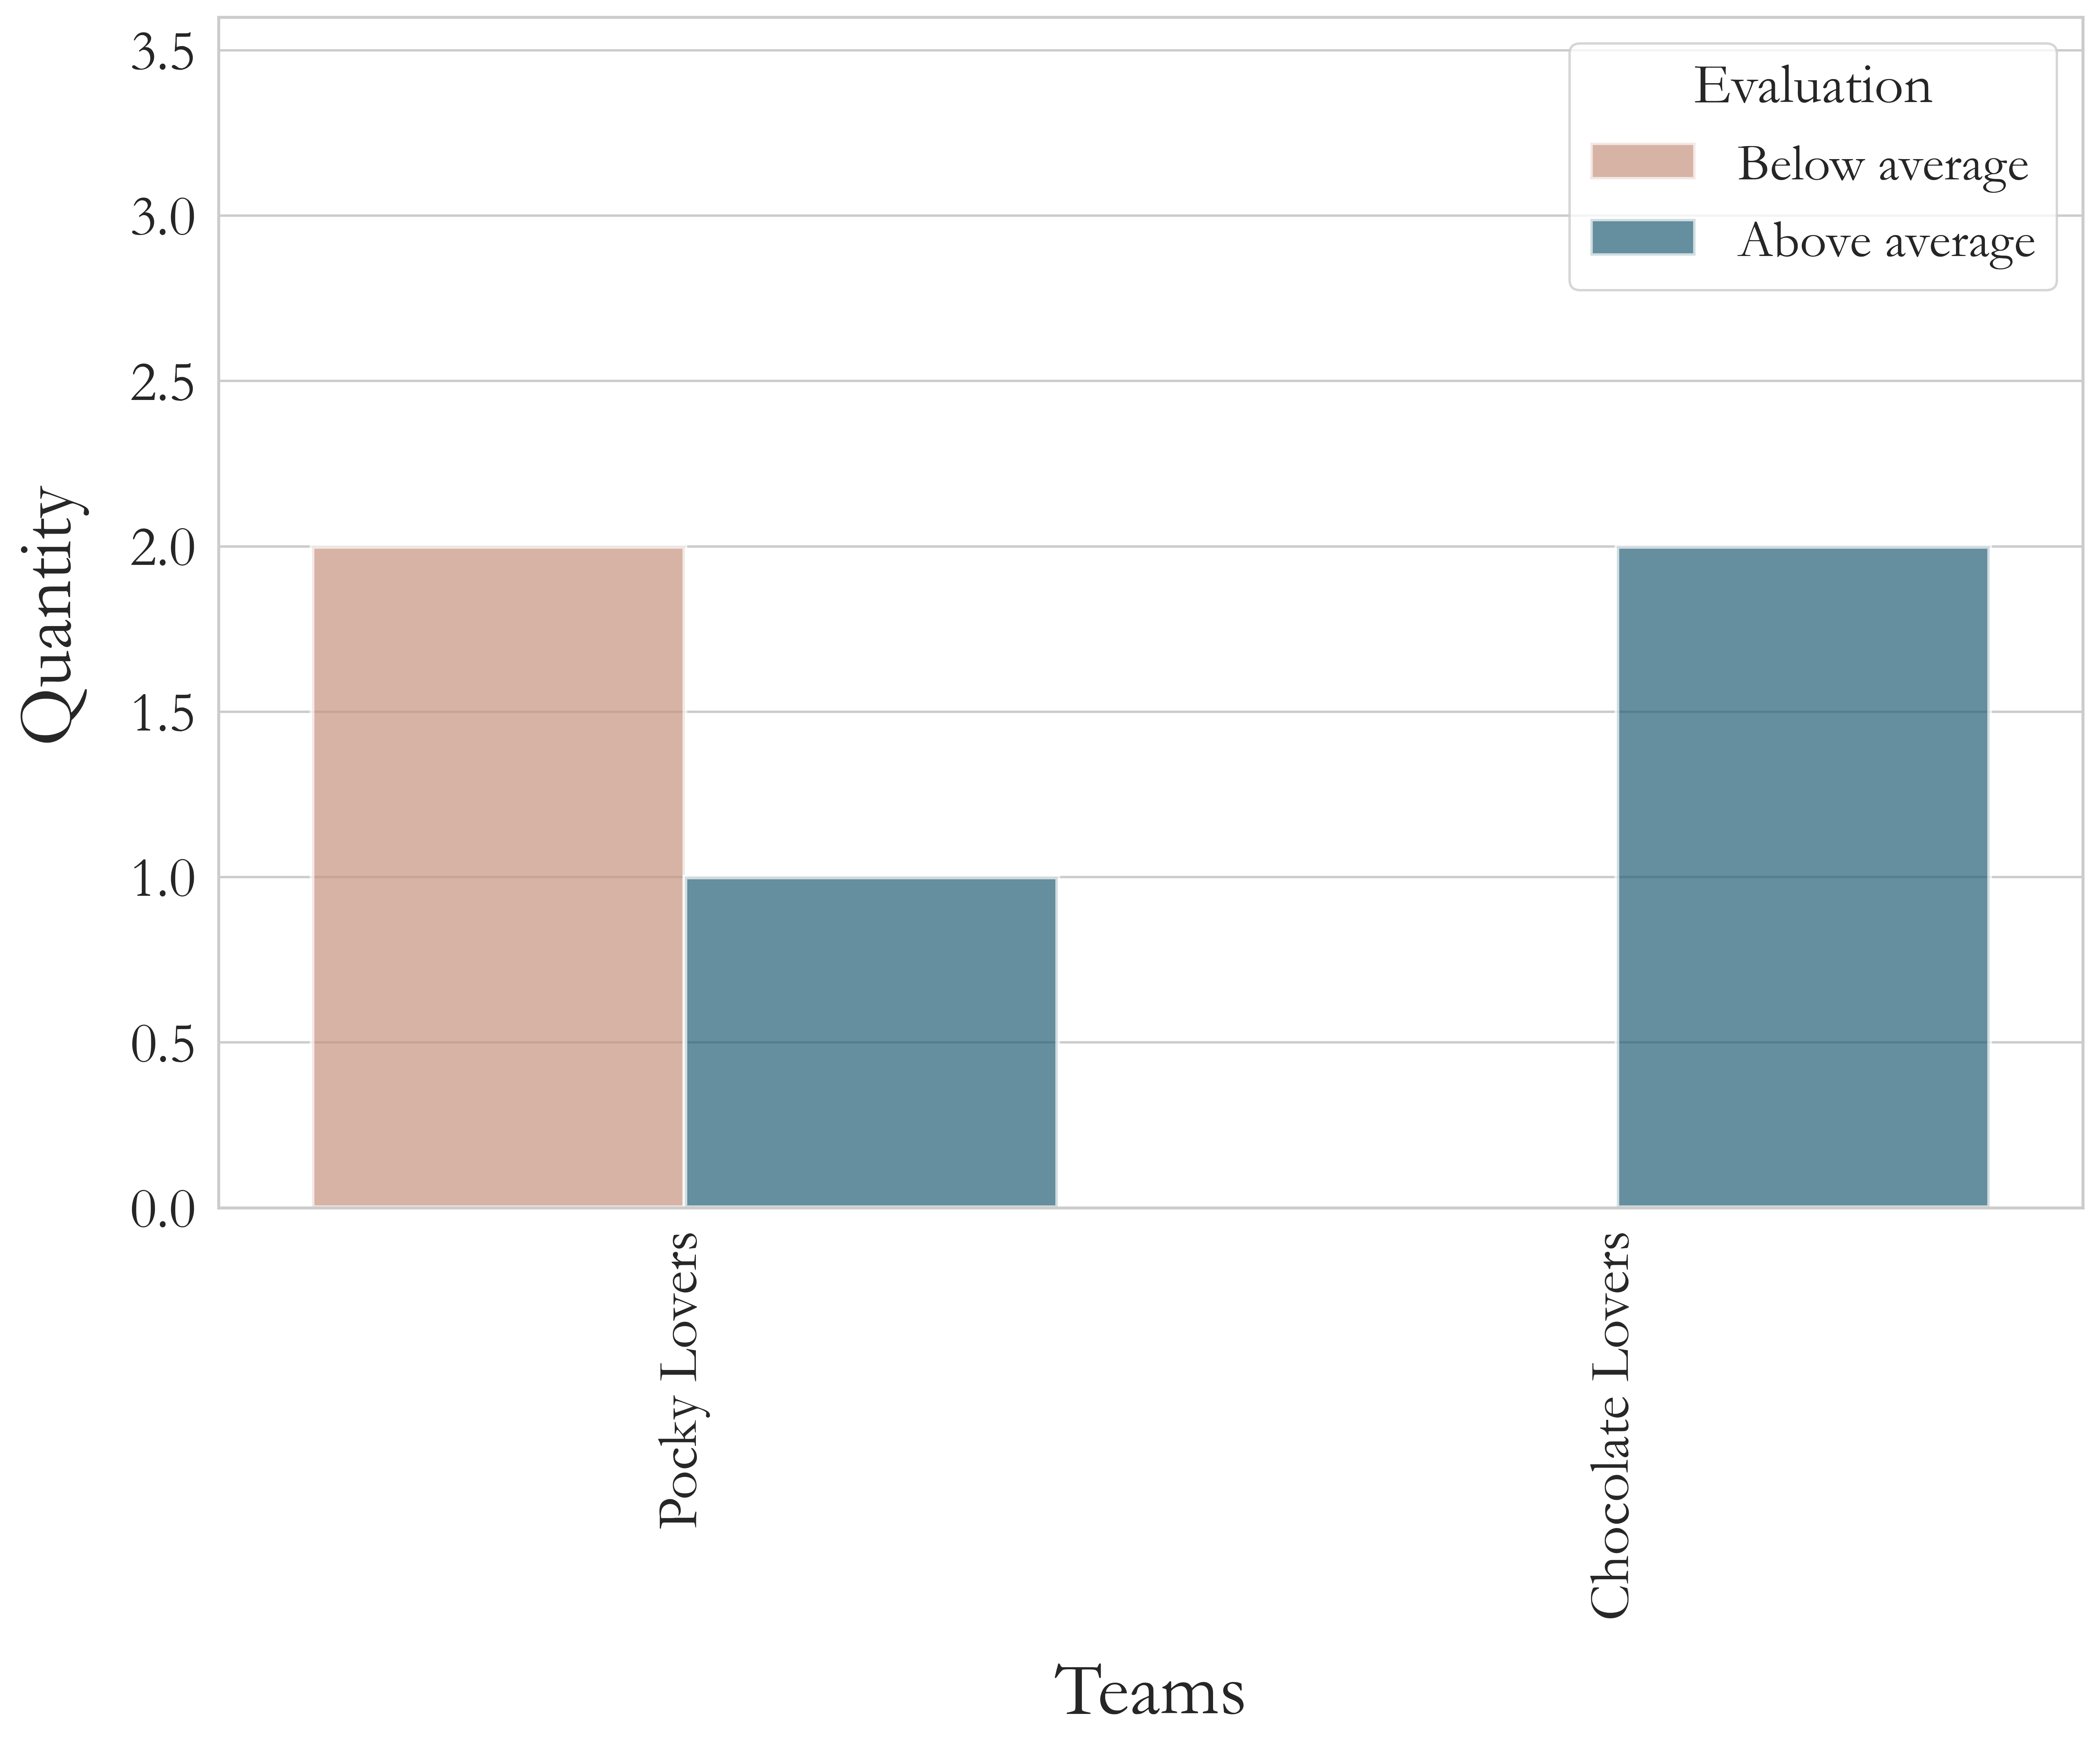 3.5
3.0
2.5
2.0
1.5
1.0
0.5
0.0
Quantity
Evaluation
Below average
Above average
Pocky Lovers
Chocolate Lovers
Teams